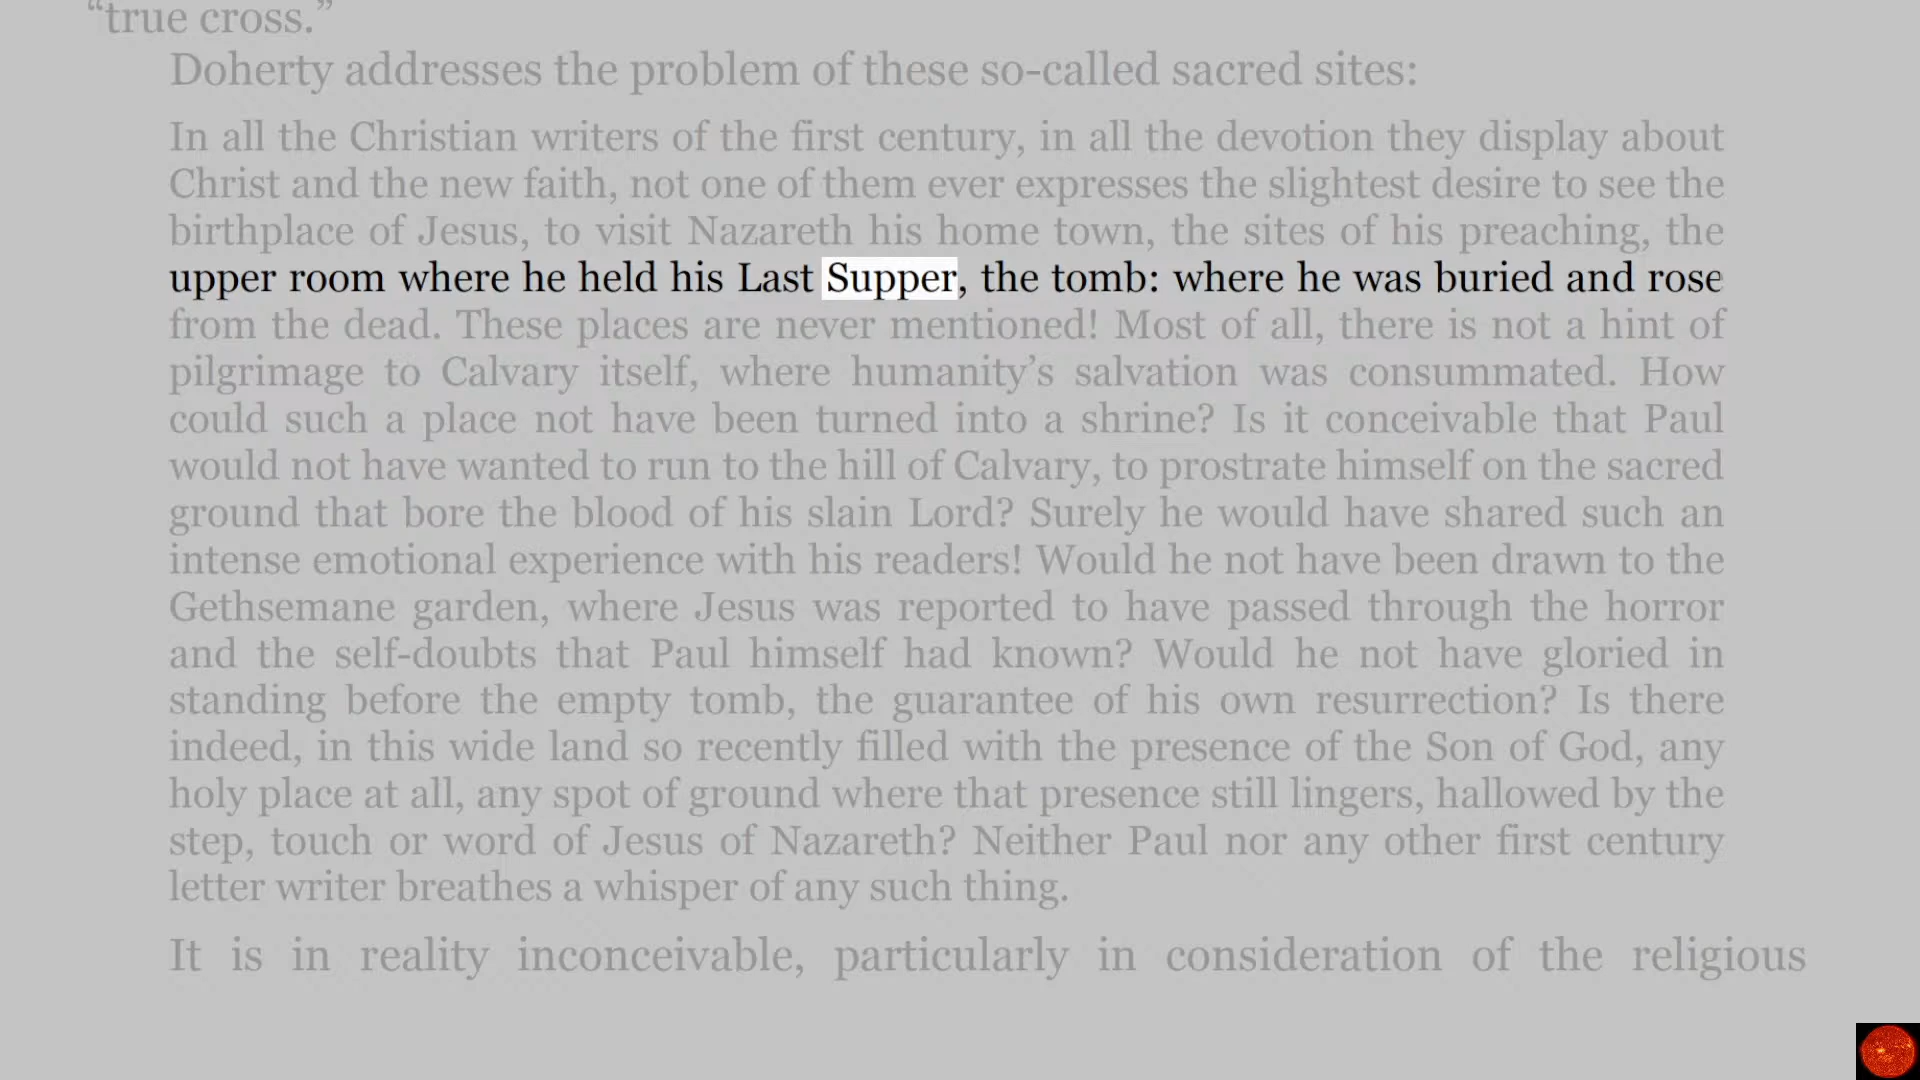 “true cross.”
Doherty addresses the problem of these so-called sacred sites:
In all the Christian writers of the first century, in all the devotion they display about
Christ and the new faith, not one of them ever expresses the slightest desire to see the
birthplace of Jesus, to visit Nazareth his home town, the sites of his preaching, the
upper room where he held his Last Supper, the tomb: where he was buried and rose
from the dead. These places are never mentioned! Most of all, there is not a hint of
pilgrimage to Calvary itself, where humanity’s salvation was consummated. How
could such a place not have been turned into a shrine? Is it conceivable that Paul
would not have wanted to run to the hill of Calvary, to prostrate himself on the sacred
ground that bore the blood of his slain Lord? Surely he would have shared such an
intense emotional experience with his readers! Would he not have been drawn to the
Gethsemane garden, where Jesus was reported to have passed through the horror
and the self-doubts that Paul himself had known? Would he not have gloried in
standing before the empty tomb, the guarantee of his own resurrection? Is there
indeed, in this wide land so recently filled with the presence of the Son of God, any
holy place at all, any spot of ground where that presence still lingers, hallowed by the
step, touch or word of Jesus of Nazareth? Neither Paul nor any other first century
letter writer breathes a whisper of any such thing.
It is in reality inconceivable, particularly in consideration of the religious